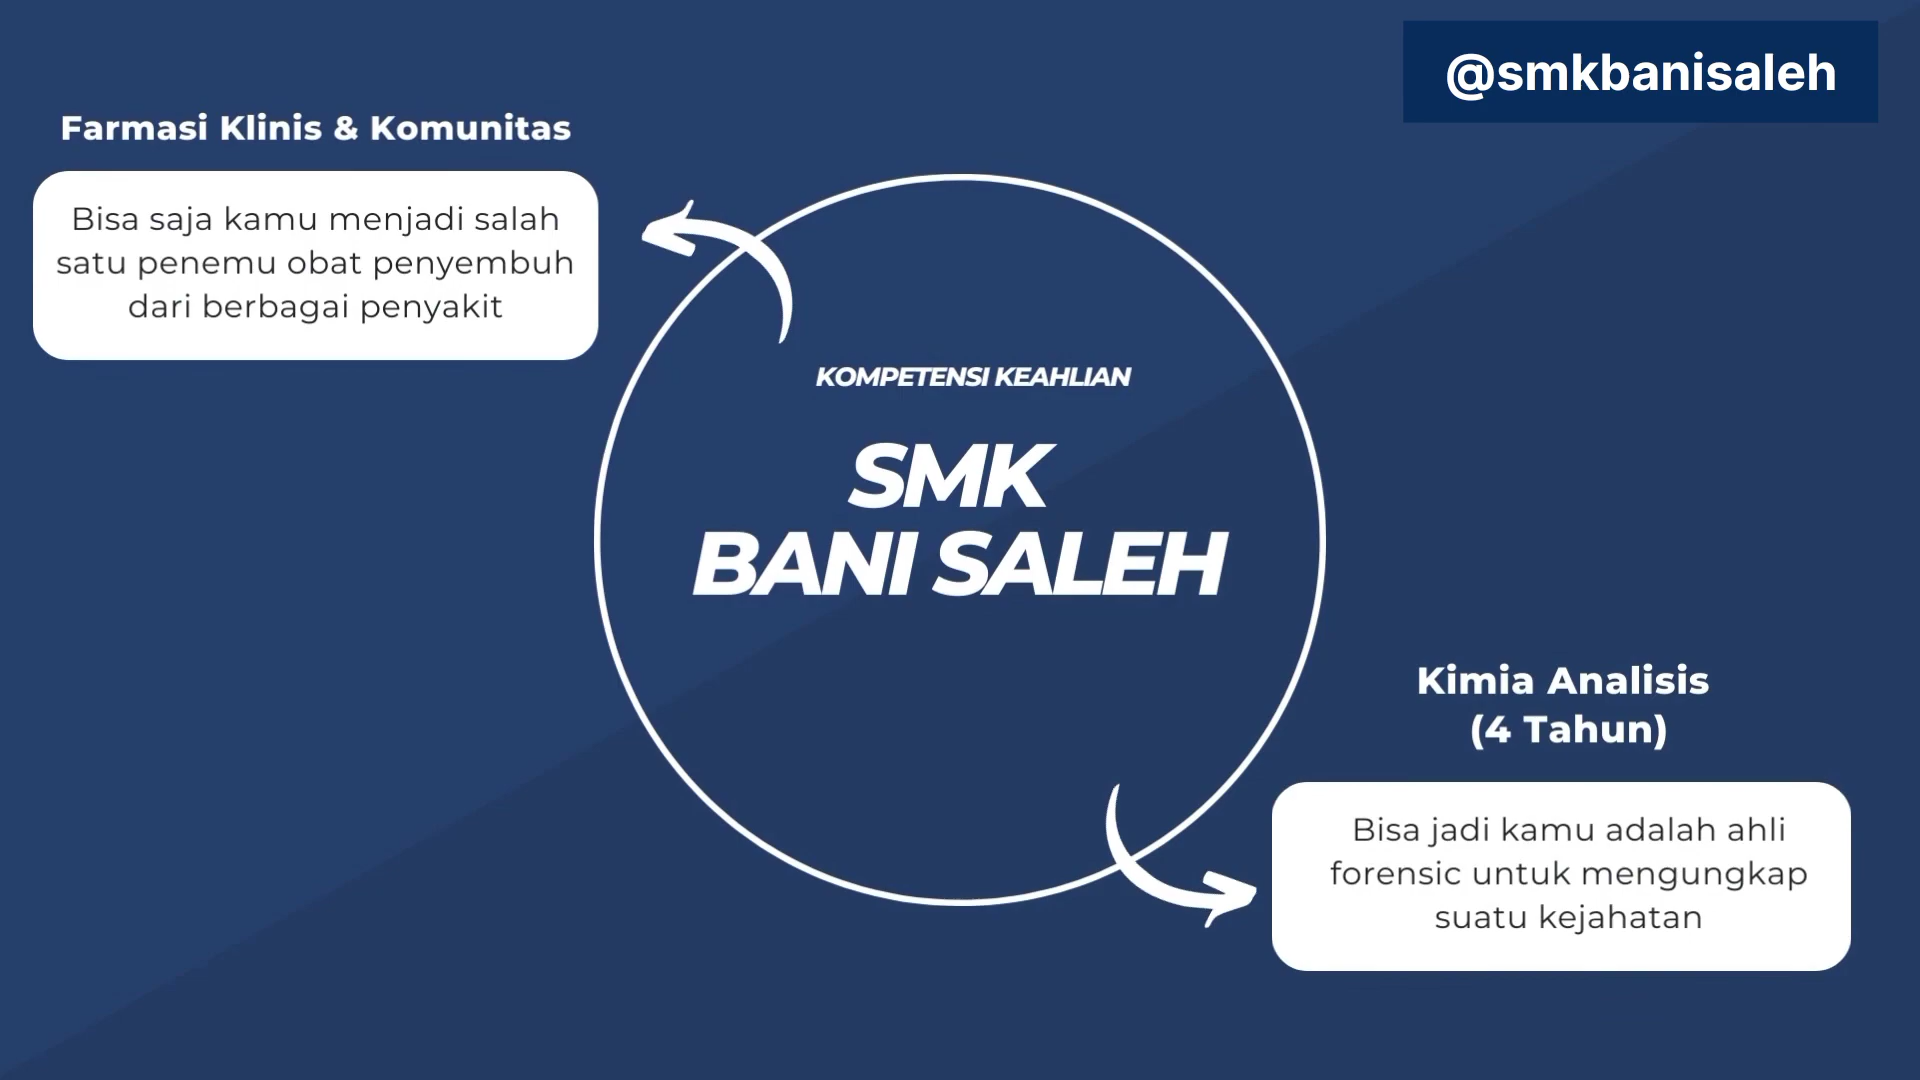 @smkbanisaleh
Farmasi Klinis & Komunitas
Bisa saja kamu menjadi salah
satu penemu obat penyembuh
dari berbagai penyakit
KOMPETENSI KEAHLIAN
SMK
BANI SALEH
Kimia Analisis
(4 Tahun)
Bisa jadi kamu adalah ahli
forensic untuk mengungkap
suatu kejahatan